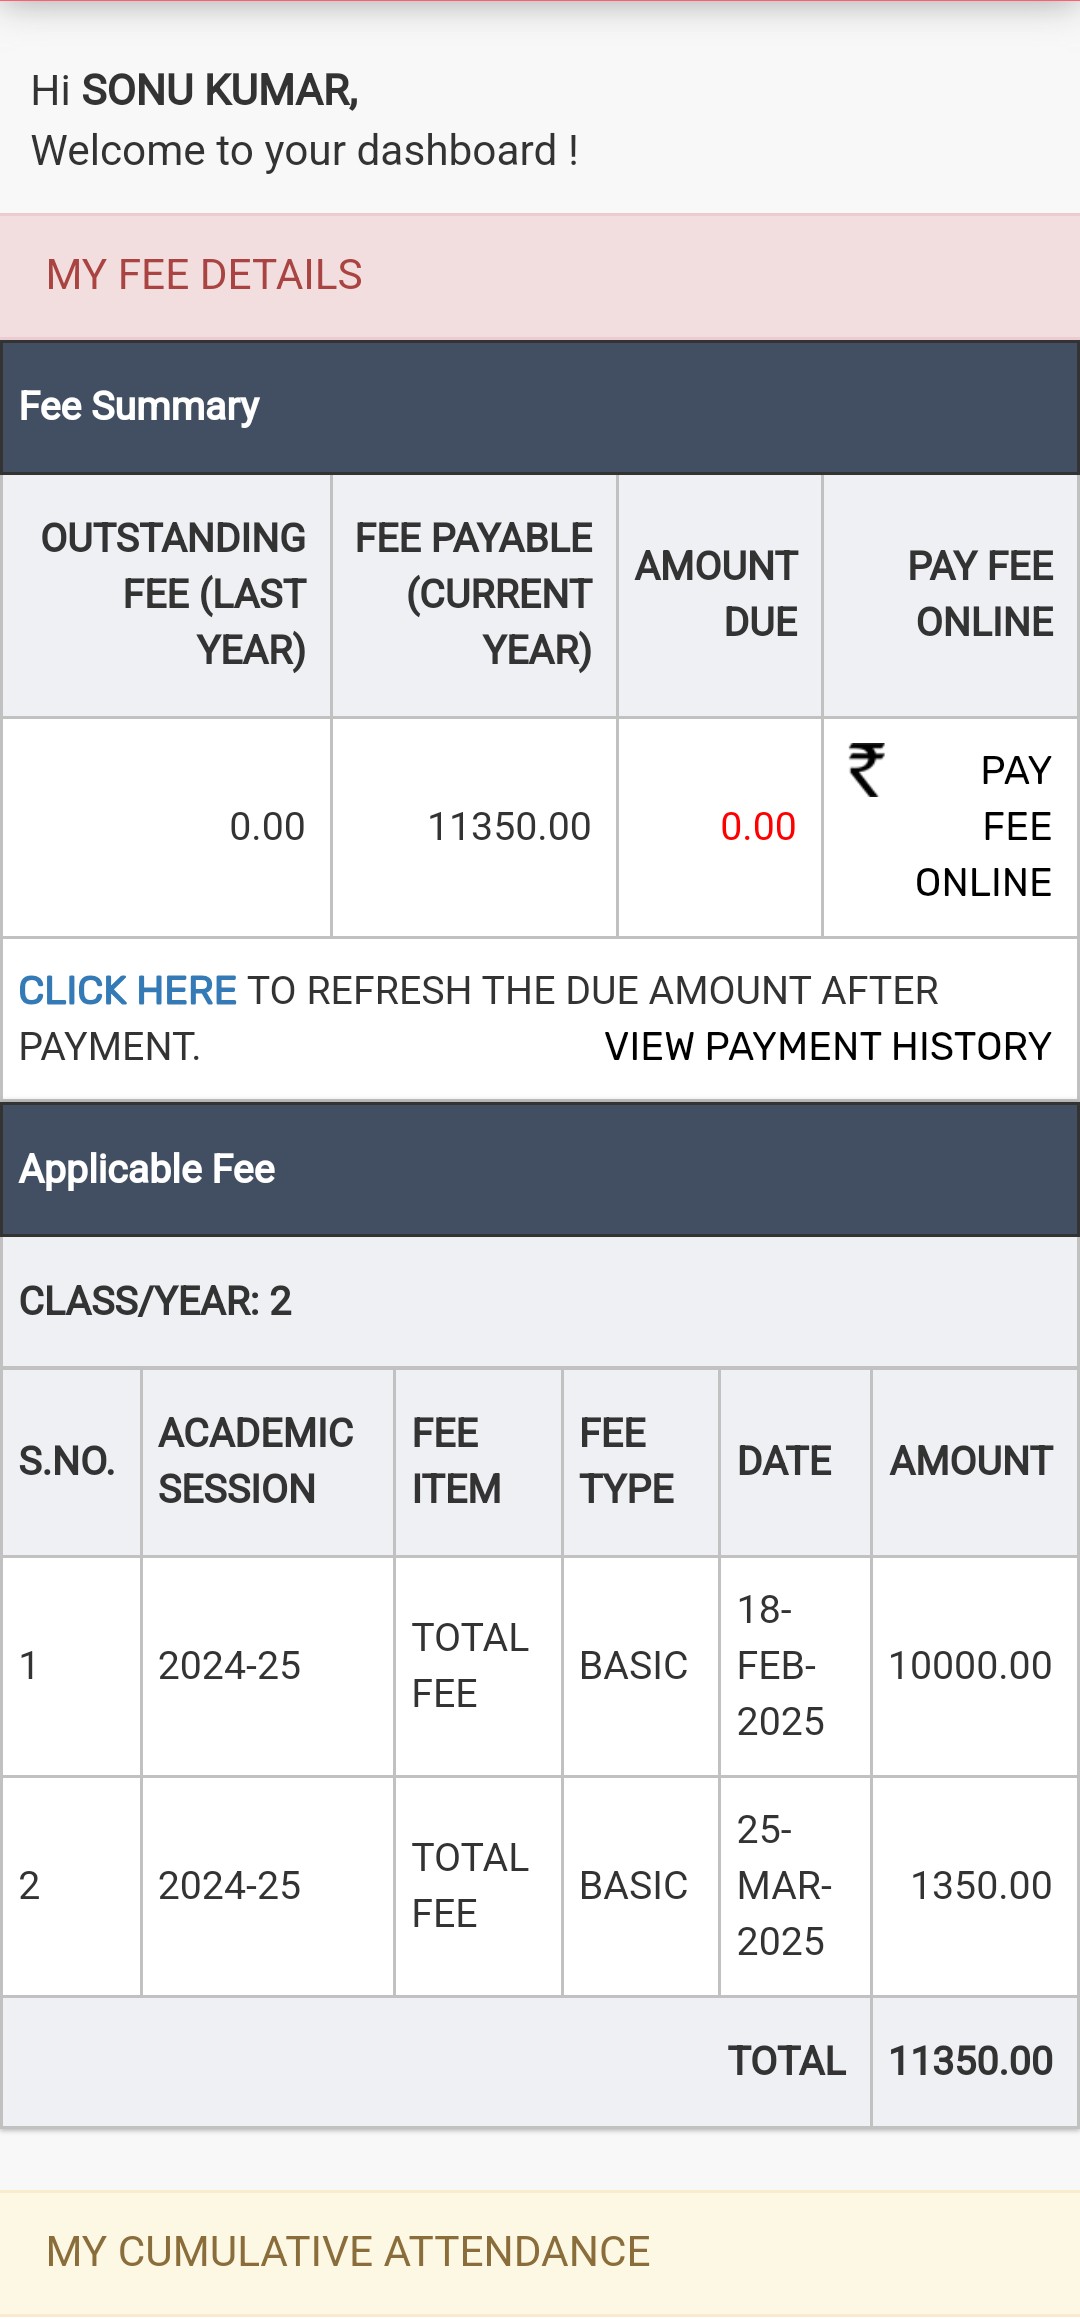 Hi SONU KUMAR,
Welcome to your dashboard !
MY FEE DETAILS
Fee Summary
OUTSTANDING
FEE (LAST
YEAR)
FEE PAYABLE
(CURRENT
YEAR)
AMOUNT
DUE
PAY FEE
ONLINE
0.00
11350.00
0.00
₹ PAY
FEE
ONLINE
CLICK HERE TO REFRESH THE DUE AMOUNT AFTER
PAYMENT. VIEW PAYMENT HISTORY
Applicable Fee
CLASS/YEAR: 2
S.NO.
ACADEMIC
SESSION
FEE
ITEM
FEE
TYPE
DATE
AMOUNT
1
2024-25
TOTAL
FEE
BASIC
18-
FEB-
2025
10000.00
2
2024-25
TOTAL
FEE
BASIC
25-
MAR-
2025
1350.00
TOTAL 11350.00
MY CUMULATIVE ATTENDANCE